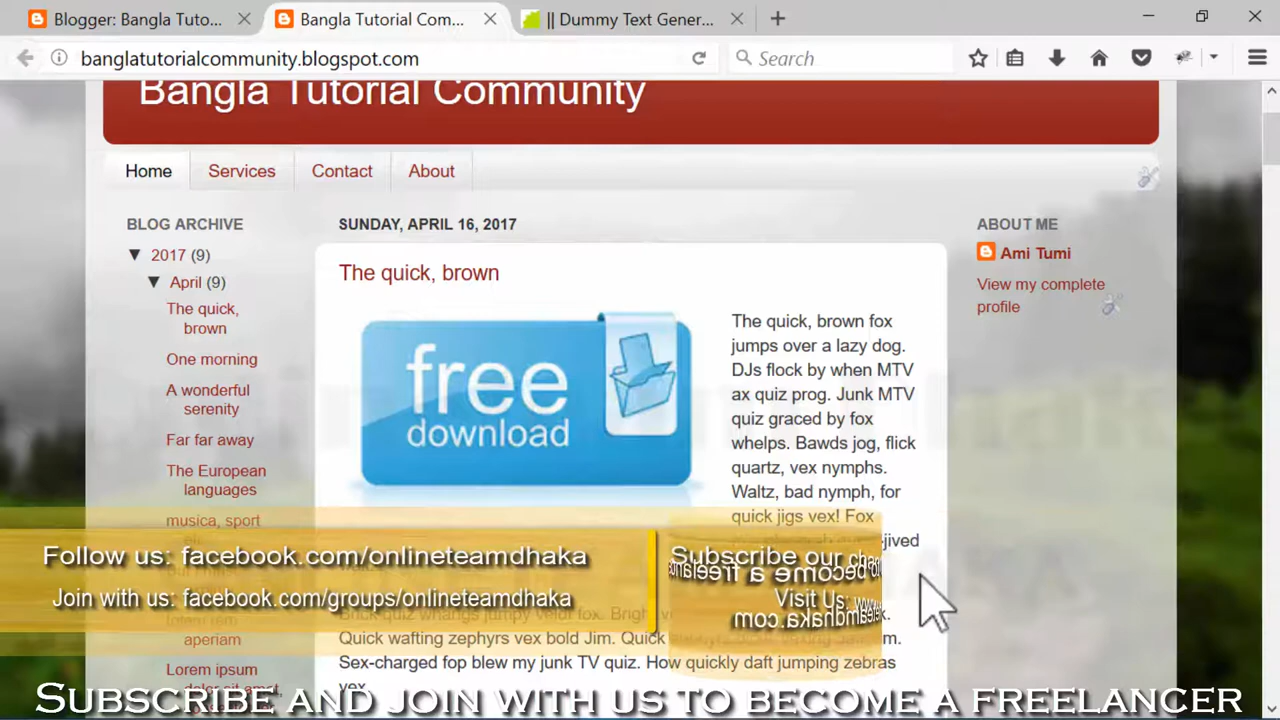 Blogger: Bangla Tuto...
Bangla Tutorial Com...
|| Dummy Text Gener...
banglatutorialcommunity.blogspot.com
Search
Bangla Tutorial Community
Home
Services
Contact
About
BLOG ARCHIVE
▼ 2017 (9)
▼ April (9)
The quick,
brown
One morning
A wonderful
serenity
Far far away
The European
languages
musica, sport
aperiam
Lorem ipsum
dolor sit amet,
SUNDAY, APRIL 16, 2017
The quick, brown
free
download
The quick, brown fox
jumps over a lazy dog.
DJs flock by when MTV
ax quiz prog. Junk MTV
quiz graced by fox
whelps. Bawds jog, flick
quartz, vex nymphs.
Waltz, bad nymph, for
quick jigs vex! Fox
Quick wafting zephyrs vex bold Jim. Quick
Sex-charged fop blew my junk TV quiz. How quickly daft jumping zebras
vex.
ABOUT ME
Ami Tumi
View my complete
profile
Follow us: facebook.com/onlineteamdhaka
Join with us: facebook.com/groups/onlineteamdhaka
Subscribe our
become a
Visit Us:
Subscribe and join with us to become a freelancer